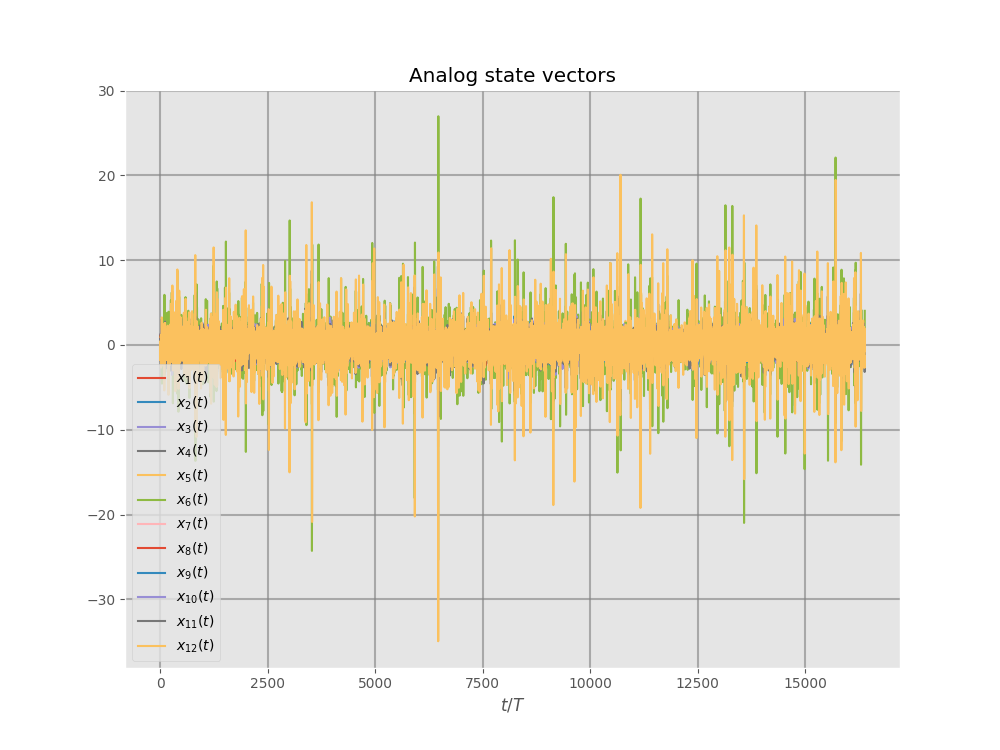 Analog state vectors
30
20
10
0
−10
−20
−30
x₁(t)
x₂(t)
x₃(t)
x₄(t)
x₅(t)
x₆(t)
x₇(t)
x₈(t)
x₉(t)
x₁₀(t)
x₁₁(t)
x₁₂(t)
0 2500 5000 7500 10000 12500 15000
t/T